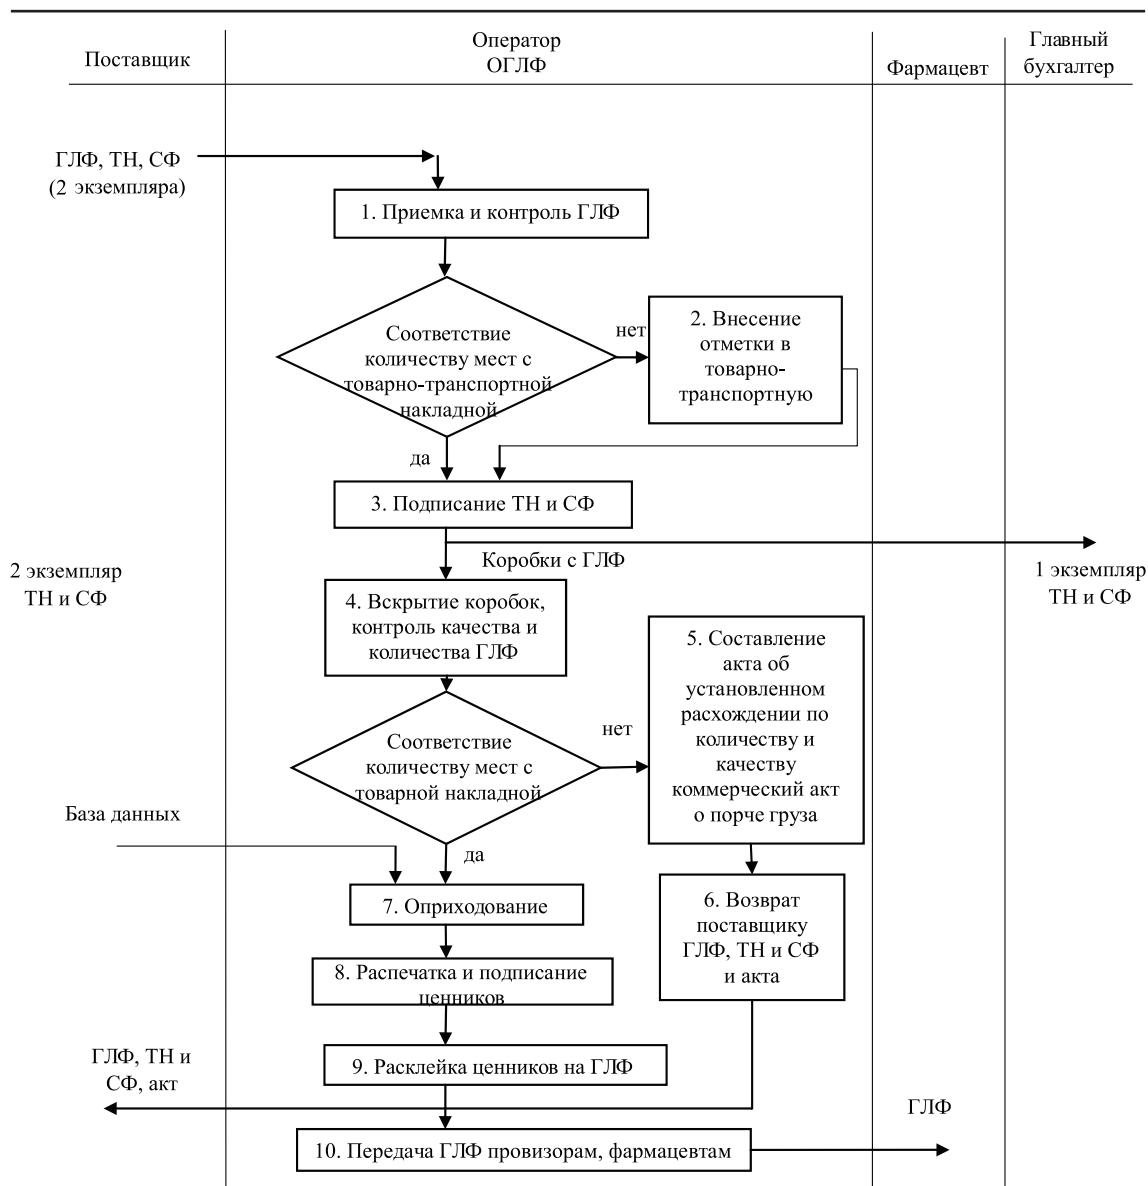 Поставщик
Оператор
ОГЛФ
Фармацевт
Главный
бухгалтер
ГЛФ, ТН, СФ
(2 экземпляра)
1. Приемка и контроль ГЛФ
Соответствие
количеству мест с
товарно-транспортной
накладной
нет
2. Внесение
отметки в
товарно-
транспортную
да
3. Подписание ТН и СФ
Коробки с ГЛФ
2 экземпляр
ТН и СФ
1 экземпляр
ТН и СФ
4. Вскрытие коробок,
контроль качества и
количества ГЛФ
5. Составление
акта об
установленном
расхождении по
количеству и
качеству
коммерческий акт
о порче груза
Соответствие
количеству мест с
товарной накладной
нет
База данных
да
7. Оприходование
6. Возврат
поставщику
ГЛФ, ТН и СФ
и акта
8. Распечатка и подписание
ценников
9. Расклейка ценников на ГЛФ
ГЛФ, ТН и
СФ, акт
ГЛФ
10. Передача ГЛФ провизорам, фармацевтам